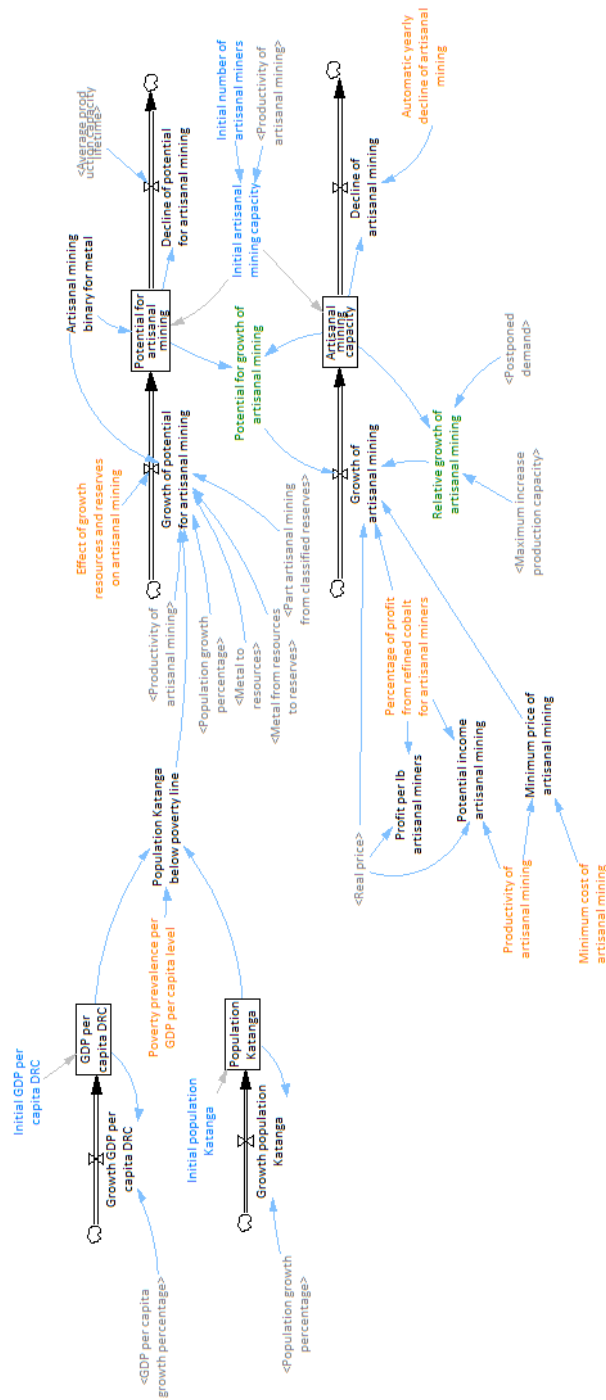 Initial GDP per
capita DRC
GDP per
capita DRC
Growth GDP per
capita DRC
<GDP per capita
growth percentage>
Poverty prevalence per
GDP per capita level
Population Katanga
below poverty line
Initial population
Katanga
Population
Katanga
Growth population
Katanga
<Population growth
percentage>
Effect of growth
resources and reserves
on artisanal mining
Artisanal mining
binary for metal
<Average prod
uction capacity
lifetime>
Growth of potential
for artisanal mining
Potential for
artisanal
mining
Decline of potential
for artisanal mining
<Productivity of
artisanal mining>
<Population growth
percentage>
<Metal to
resources>
<Metal from resources
to reserves>
<Part artisanal mining
from classified reserves>
Potential for growth of
artisanal mining
Initial artisanal
mining capacity
Initial number of
artisanal miners
<Productivity of
artisanal mining>
Growth of
artisanal mining
Artisanal
mining
capacity
Decline of
artisanal mining
Automatic yearly
decline of artisanal
mining
Relative growth of
artisanal mining
<Postponed
demand>
<Maximum increase
production capacity>
<Real price>
Percentage of profit
from refined cobalt
for artisanal miners
Profit per lb
artisanal miners
Potential income
artisanal mining
Minimum price of
artisanal mining
Productivity of
artisanal mining
Minimum cost of
artisanal mining